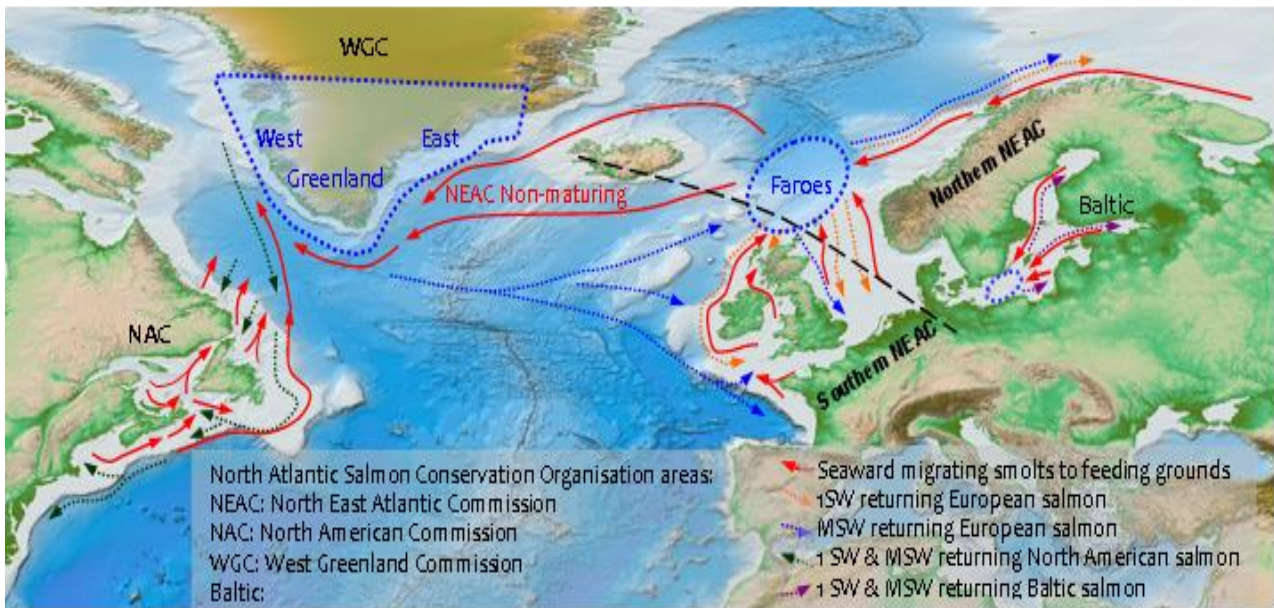 WGC
West
East
Greenland
NEAC Non-maturing
Faroes
Northern NEAC
Baltic
NAC
Southern NEAC
North Atlantic Salmon Conservation Organisation areas:
NEAC: North East Atlantic Commission
NAC: North American Commission
WGC: West Greenland Commission
Baltic:
Seaward migrating smolts to feeding grounds
1SW returning European salmon
MSW returning European salmon
1 SW & MSW returning North American salmon
1 SW & MSW returning Baltic salmon